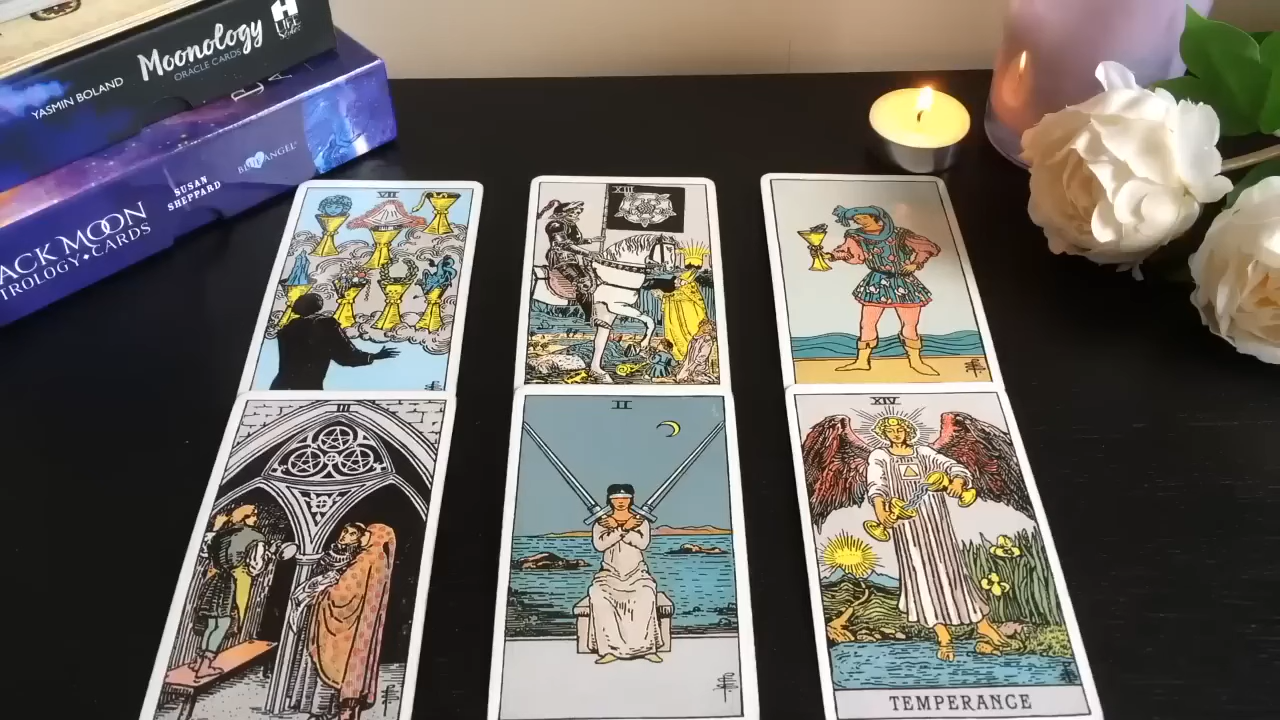 Moonology
ORACLE CARDS
YASMIN BOLAND
LIFE
BLUE ANGEL
SUSAN
SHEPPARD
ACK MOON
TROLOGY CARDS
VII
XIII
III
II
XIV
TEMPERANCE